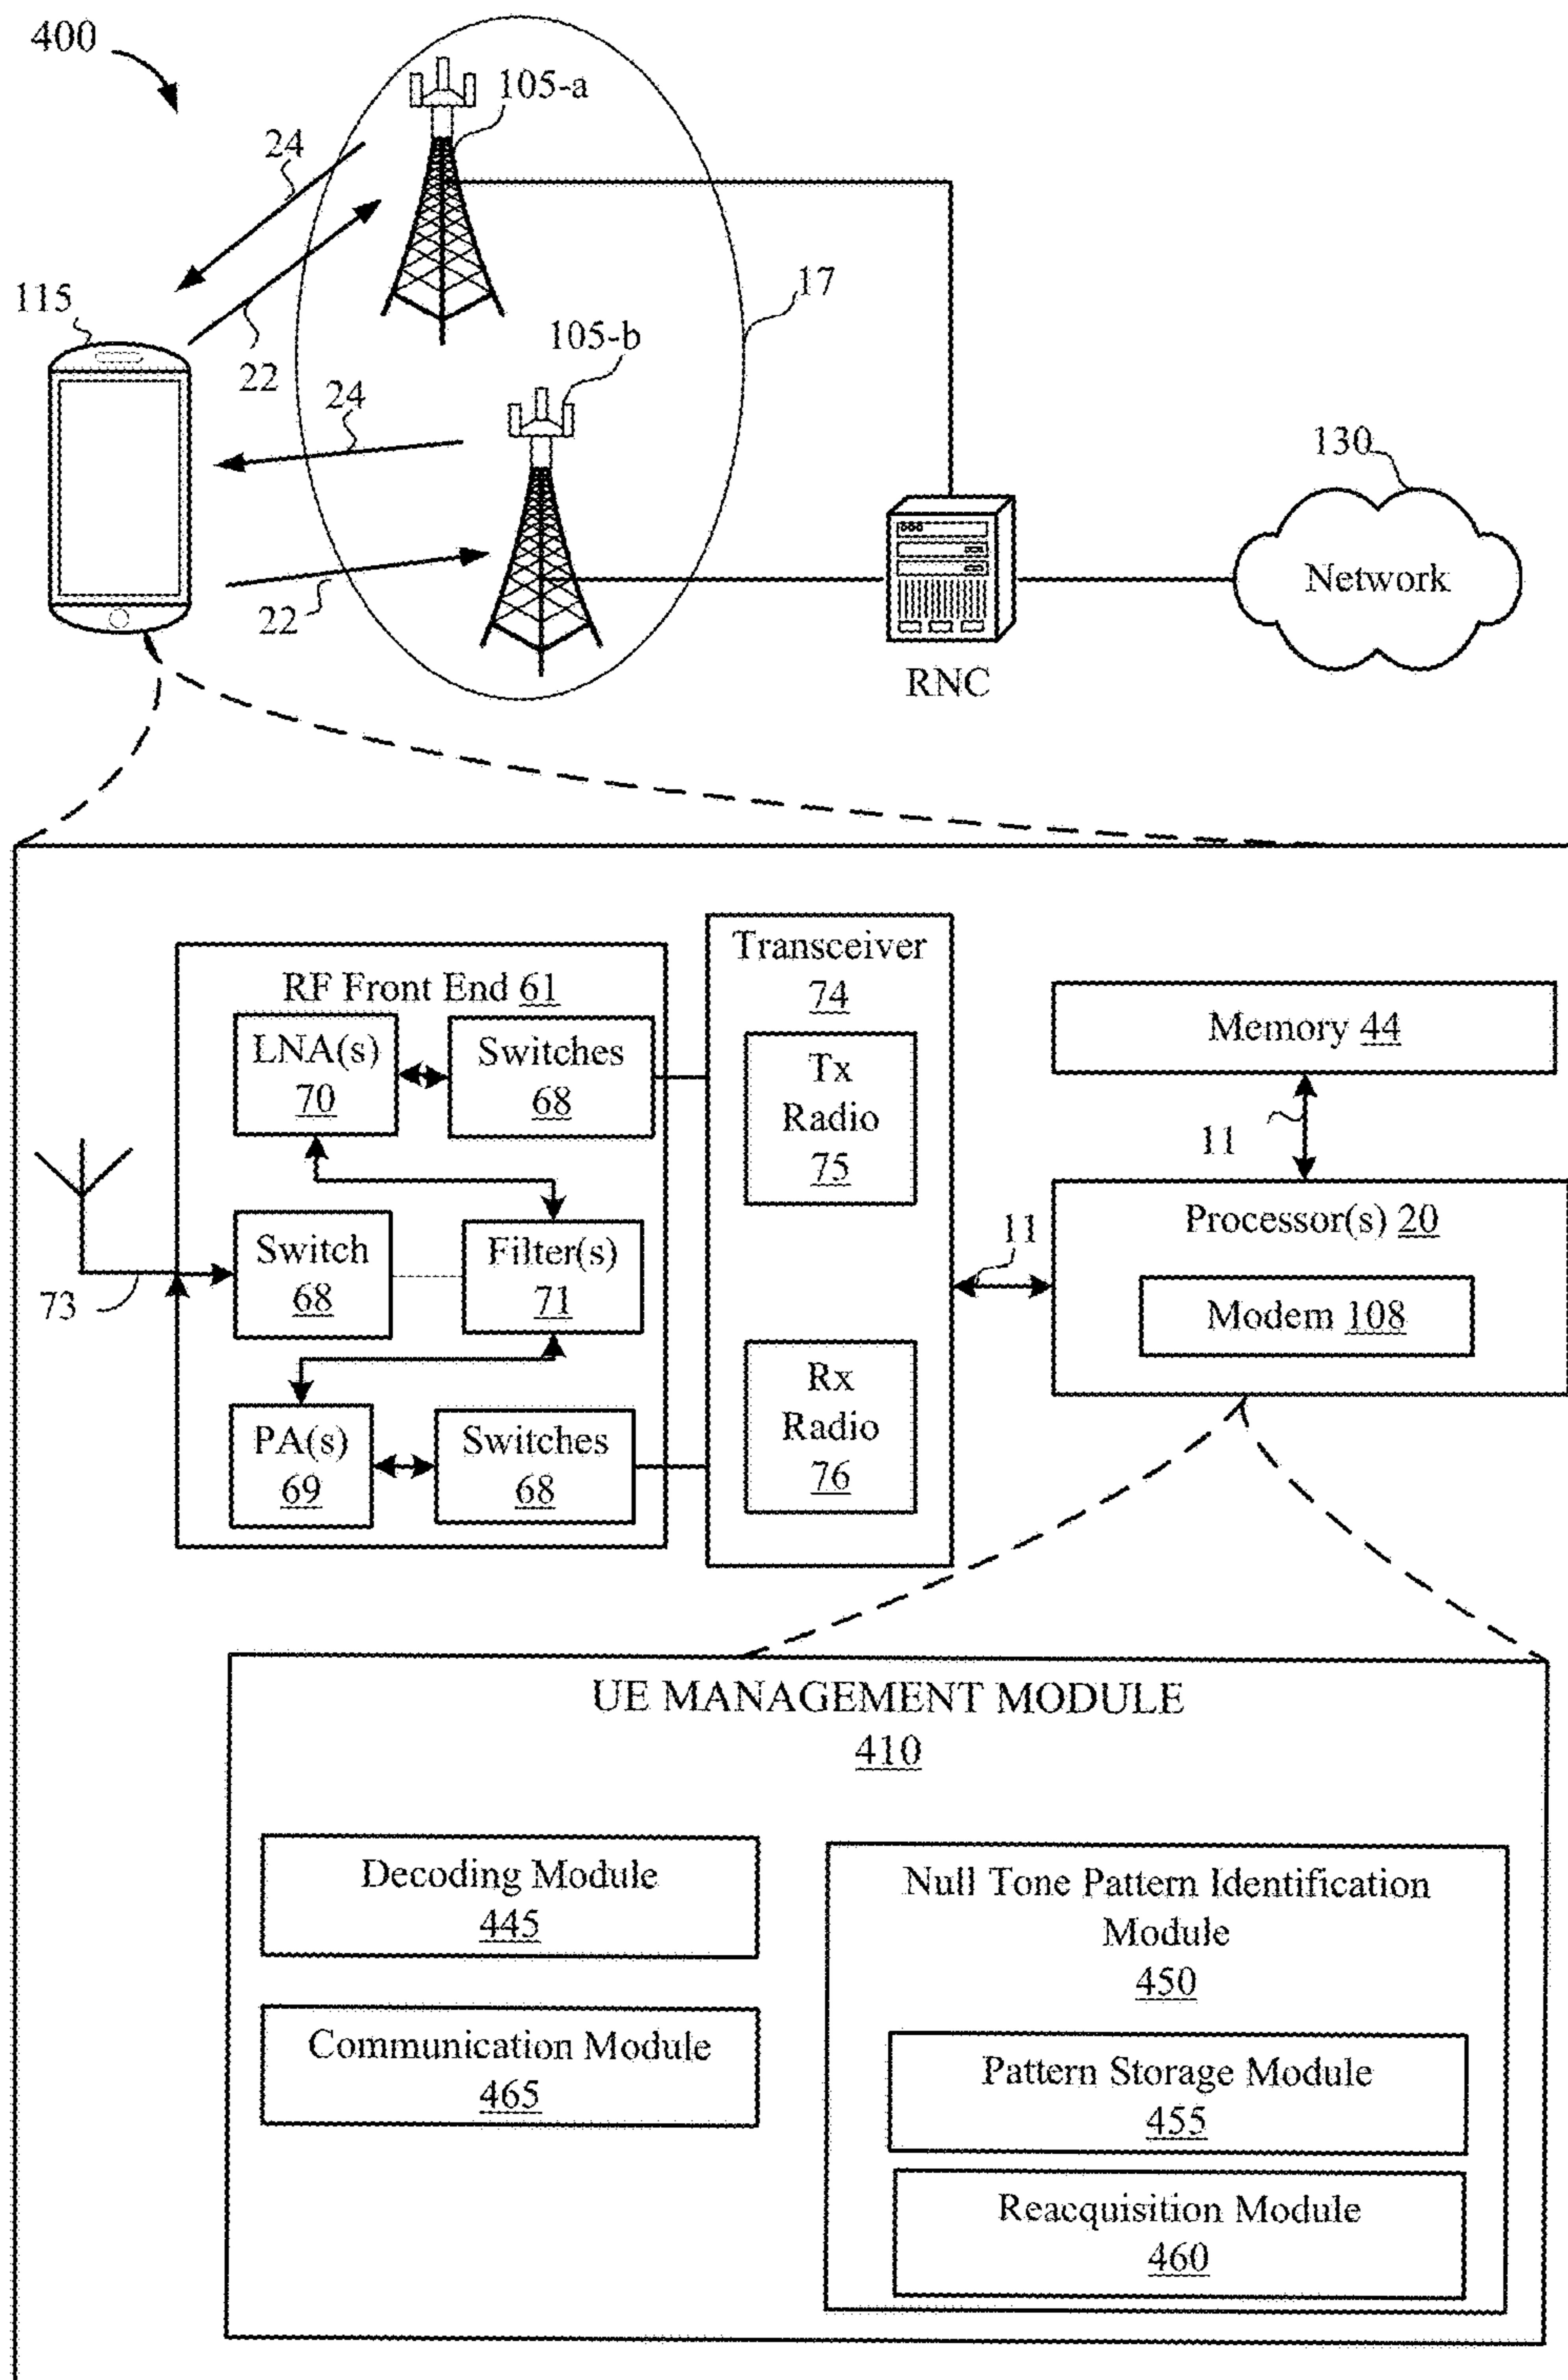 400
105-a
24
17
115
22
105-b
24
130
Network
22
RNC
RF Front End 61
Transceiver
74
LNA(s)
70
Switches
68
Tx
Radio
75
Memory 44
11
Switch
68
Filter(s)
71
73
11
Processor(s) 20
Modem 108
PA(s)
69
Switches
68
Rx
Radio
76
UE MANAGEMENT MODULE
410
Decoding Module
445
Communication Module
465
Null Tone Pattern Identification
Module
450
Pattern Storage Module
455
Reacquisition Module
460